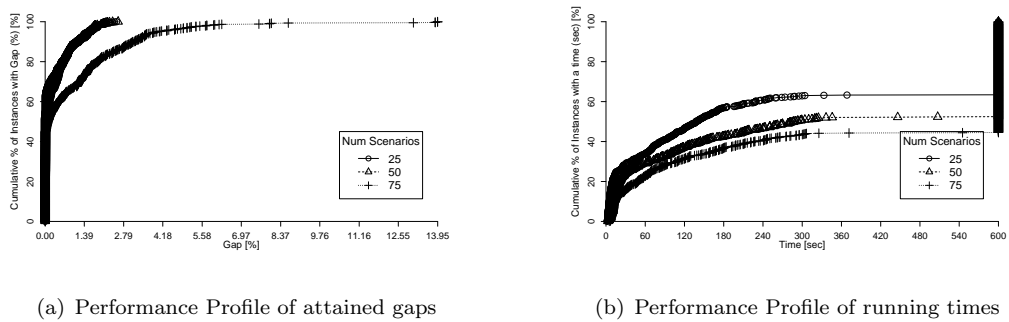 Cumulative % of Instances with Gap (%) [%]
100
80
60
40
20
0
Num Scenarios
25
50
75
0.00 1.39 2.79 4.18 5.58 6.97 8.37 9.76 11.16 12.55 13.95
Gap [%]
(a) Performance Profile of attained gaps
Cumulative % of Instances with a time (sec) [%]
100
80
60
40
20
0
Num Scenarios
25
50
75
0 60 120 180 240 300 360 420 480 540 600
Time [sec]
(b) Performance Profile of running times